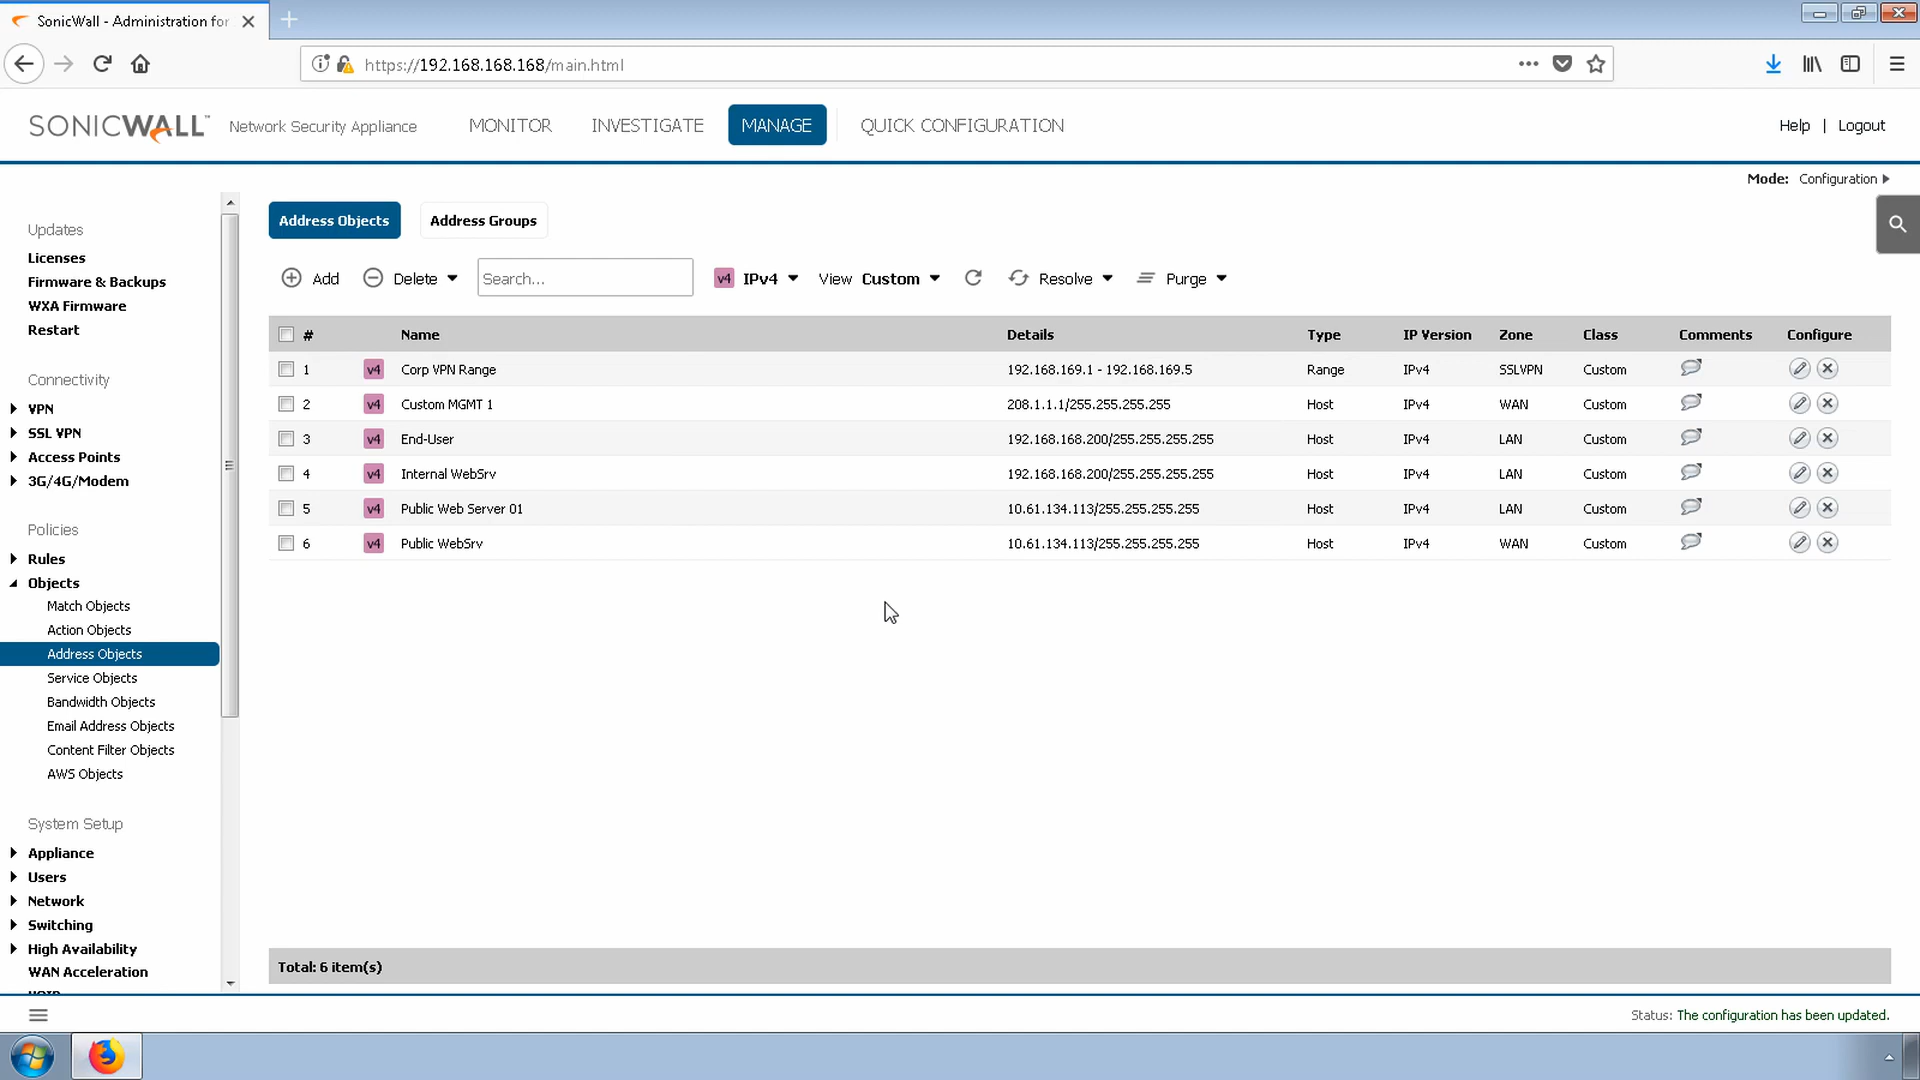 SonicWall - Administration for
https://192.168.168.168/main.html
SONICWALL Network Security Appliance MONITOR INVESTIGATE MANAGE QUICK CONFIGURATION Help | Logout
Mode: Configuration
Updates
Licenses
Firmware & Backups
WXA Firmware
Restart
Connectivity
VPN
SSL VPN
Access Points
3G/4G/Modem
Policies
Rules
Objects
Match Objects
Action Objects
Address Objects
Service Objects
Bandwidth Objects
Email Address Objects
Content Filter Objects
AWS Objects
System Setup
Appliance
Users
Network
Switching
High Availability
WAN Acceleration
Address Objects Address Groups
Add Delete Search... v4 IPv4 View Custom Resolve Purge
# Name Details Type IP Version Zone Class Comments Configure
1 v4 Corp VPN Range 192.168.169.1 - 192.168.169.5 Range IPv4 SSLVPN Custom
2 v4 Custom MGMT 1 208.1.1.1/255.255.255.255 Host IPv4 WAN Custom
3 v4 End-User 192.168.168.200/255.255.255.255 Host IPv4 LAN Custom
4 v4 Internal WebSrv 192.168.168.200/255.255.255.255 Host IPv4 LAN Custom
5 v4 Public Web Server 01 10.61.134.113/255.255.255.255 Host IPv4 LAN Custom
6 v4 Public WebSrv 10.61.134.113/255.255.255.255 Host IPv4 WAN Custom
Total: 6 item(s)
Status: The configuration has been updated.